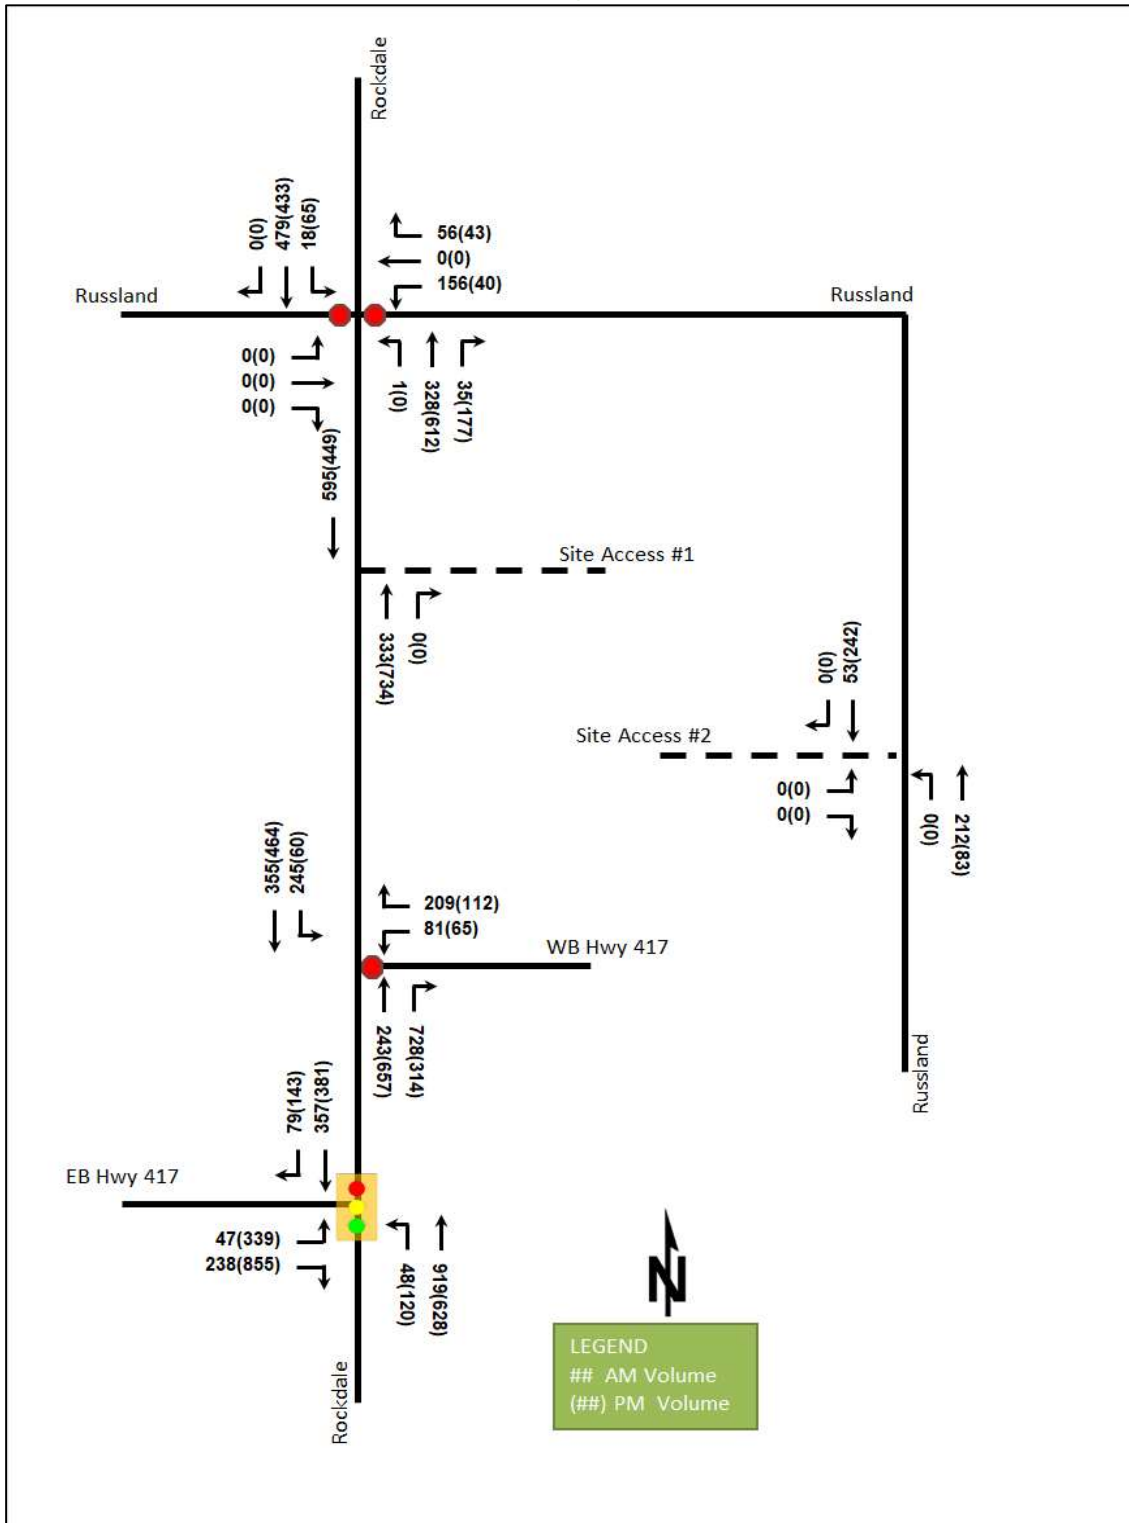 Rockdale
0(0)
479(433)
18(65)
56(43)
0(0)
156(40)
Russland
Russland
0(0)
0(0)
0(0)
1(0)
328(612)
35(177)
595(449)
Site Access #1
333(734)
0(0)
0(0)
53(242)
Site Access #2
0(0)
0(0)
0(0)
212(83)
355(464)
245(60)
209(112)
81(65)
WB Hwy 417
243(657)
728(314)
Russland
79(143)
357(381)
EB Hwy 417
47(339)
238(855)
48(120)
919(628)
N
Rockdale
LEGEND
## AM Volume
(##) PM Volume